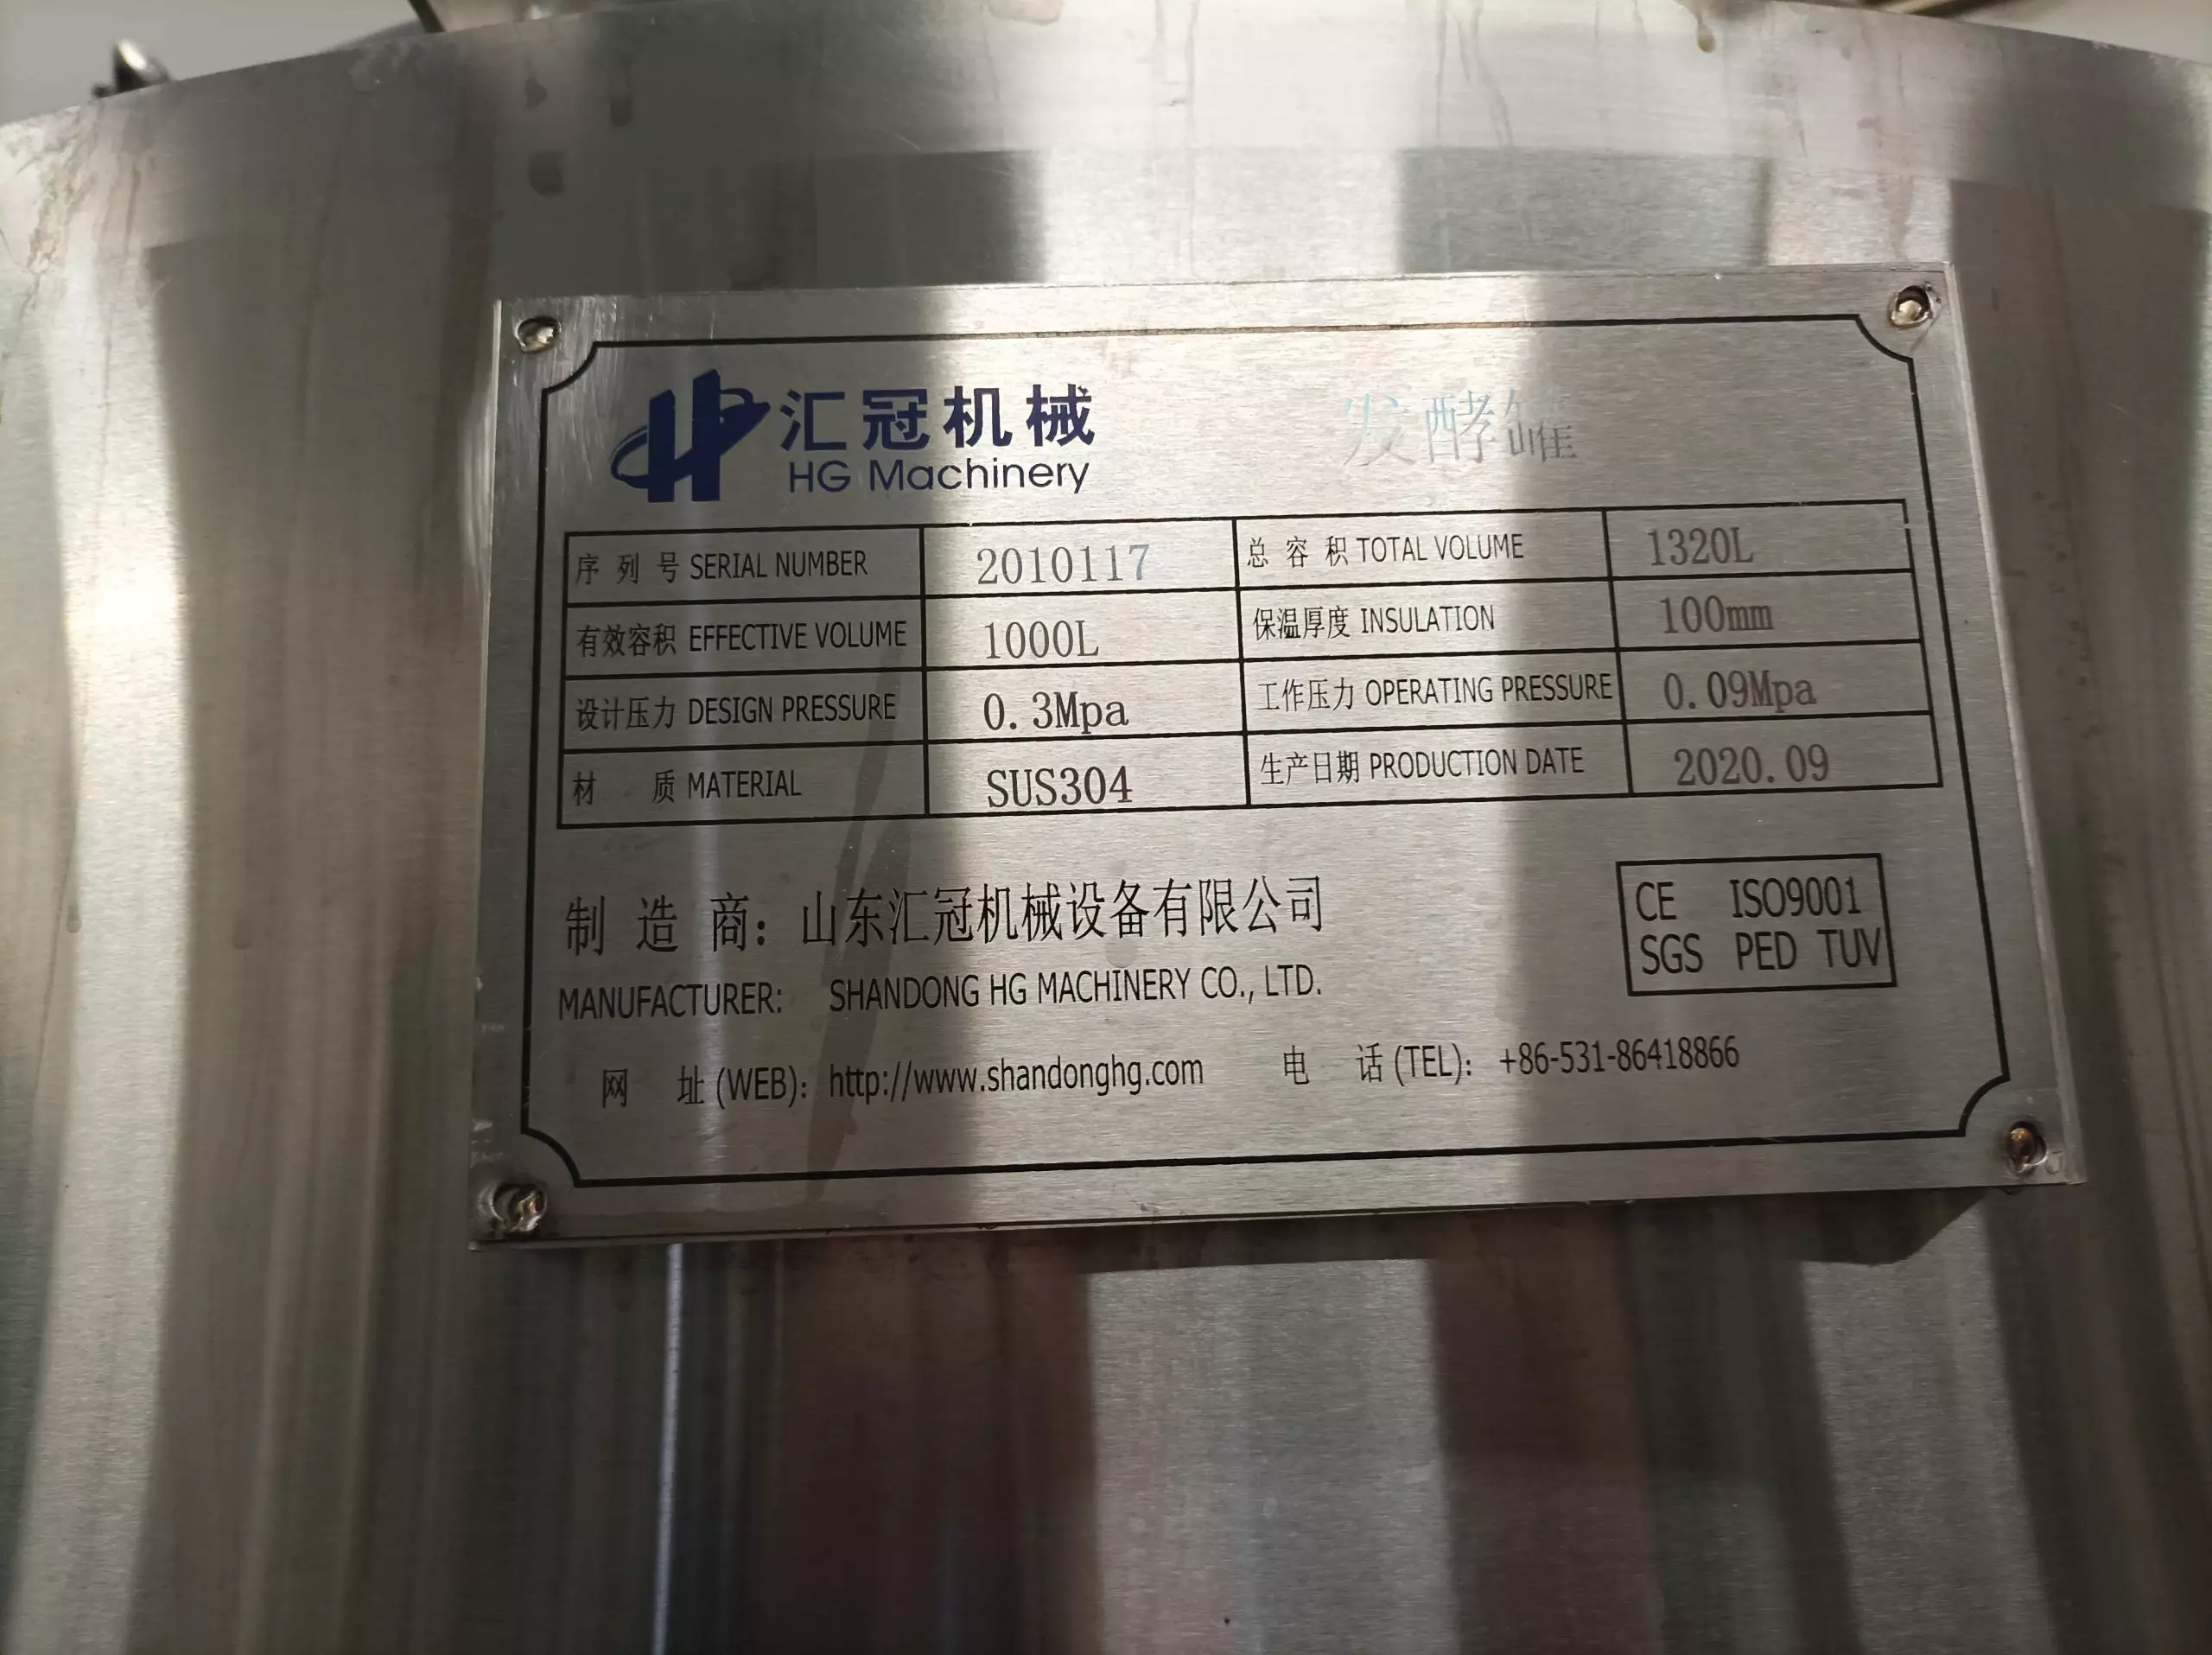 汇冠机械 发酵罐
HG Machinery
序列号 SERIAL NUMBER 2010117 总容积 TOTAL VOLUME 1320L
有效容积 EFFECTIVE VOLUME 1000L 保温厚度 INSULATION 100mm
设计压力 DESIGN PRESSURE 0.3Mpa 工作压力 OPERATING PRESSURE 0.09Mpa
材质 MATERIAL SUS304 生产日期 PRODUCTION DATE 2020.09
制造商: 山东汇冠机械设备有限公司
MANUFACTURER: SHANDONG HG MACHINERY CO., LTD.
CE ISO9001
SGS PED TUV
网址 (WEB): http://www.shandonghg.com 电话 (TEL): +86-531-86418866